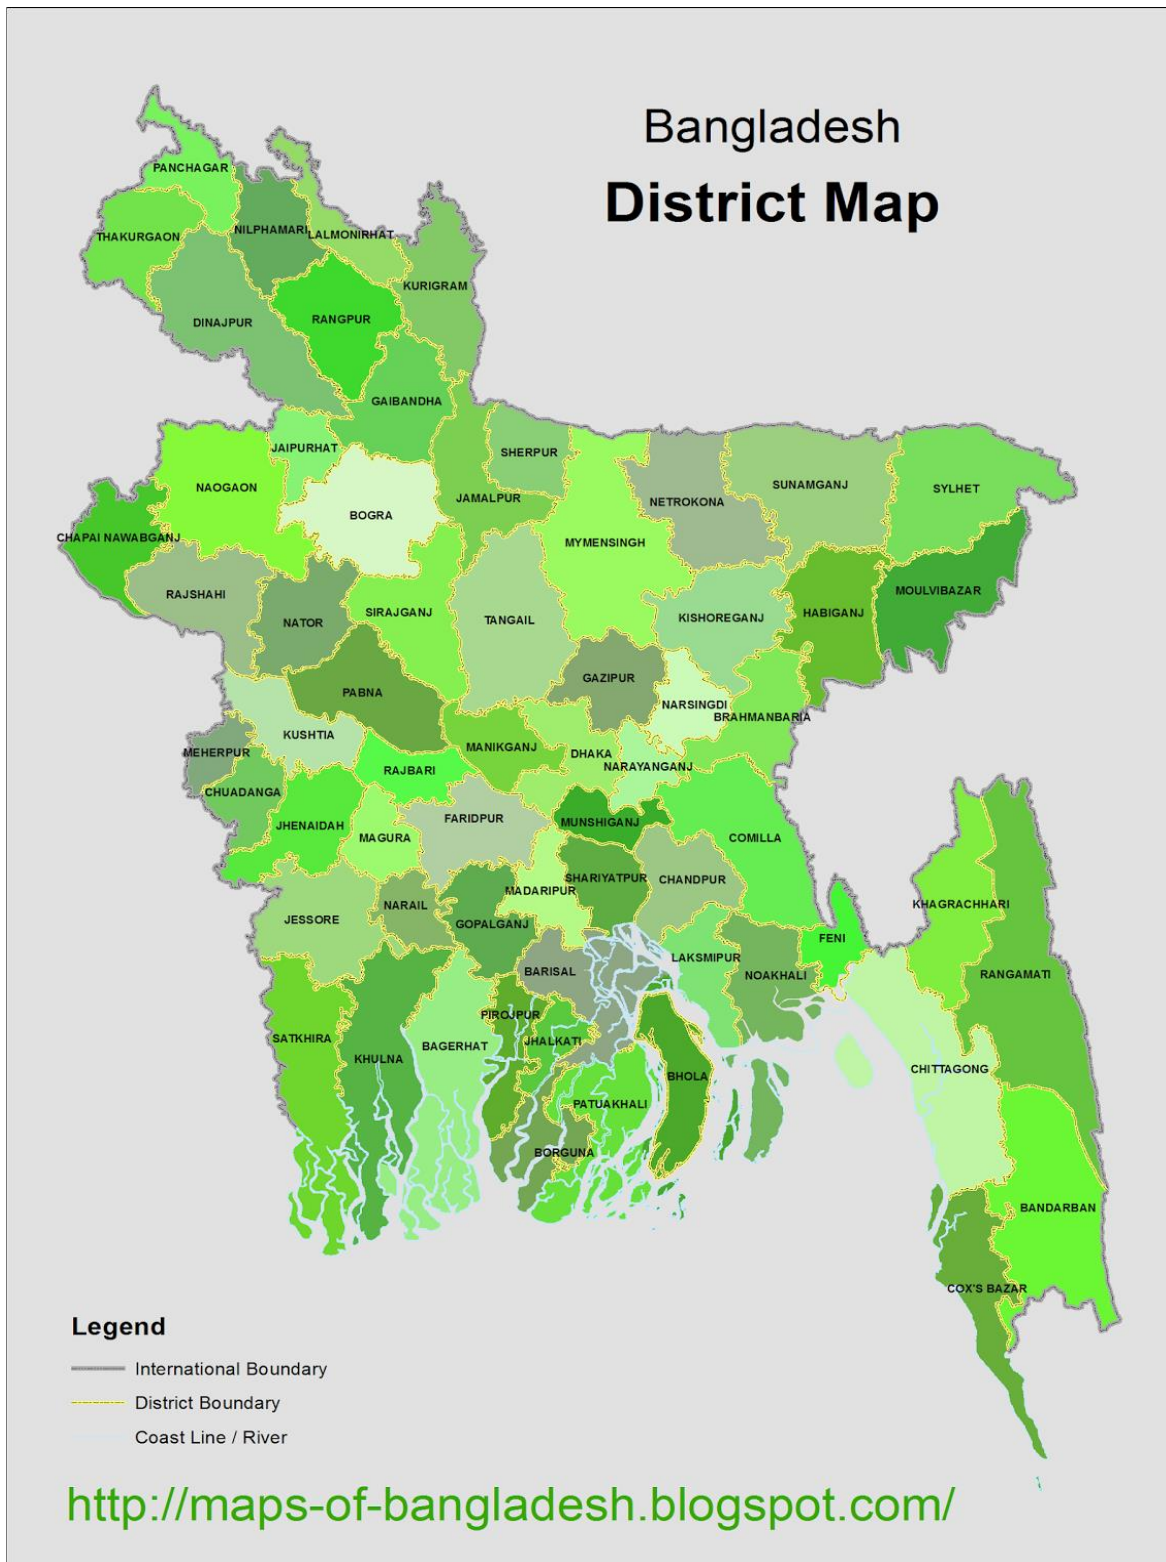 Bangladesh
District Map
PANCHAGAR
THAKURGAON
NILPHAMARI
LALMONIRHAT
KURIGRAM
DINAJPUR
RANGPUR
GAIBANDHA
JAIPURHAT
SHERPUR
NAOGAON
BOGRA
JAMALPUR
NETROKONA
SUNAMGANJ
SYLHET
CHAPAI NAWABGANJ
MYMENSINGH
RAJSHAHI
NATOR
SIRAJGANJ
TANGAIL
KISHOREGANJ
HABIGANJ
MOULVIBAZAR
PABNA
GAZIPUR
NARSINGDI
BRAHMANBARIA
KUSHTIA
MEHERPUR
MANIKGANJ
DHAKA
NARAYANGANJ
RAJBARI
CHUADANGA
JHENAIDAH
MAGURA
FARIDPUR
MUNSHIGANJ
COMILLA
JESSORE
NARAIL
MADARIPUR
SHARIYATPUR
CHANDPUR
KHAGRACHHARI
GOPALGANJ
FENI
BARISAL
LAKSMIPUR
NOAKHALI
RANGAMATI
SATKHIRA
KHULNA
BAGERHAT
PIROJPUR
JHALKATI
BHOLA
CHITTAGONG
PATUAKHALI
BORGUNA
BANDARBAN
COX'S BAZAR
Legend
International Boundary
District Boundary
Coast Line / River
http://maps-of-bangladesh.blogspot.com/